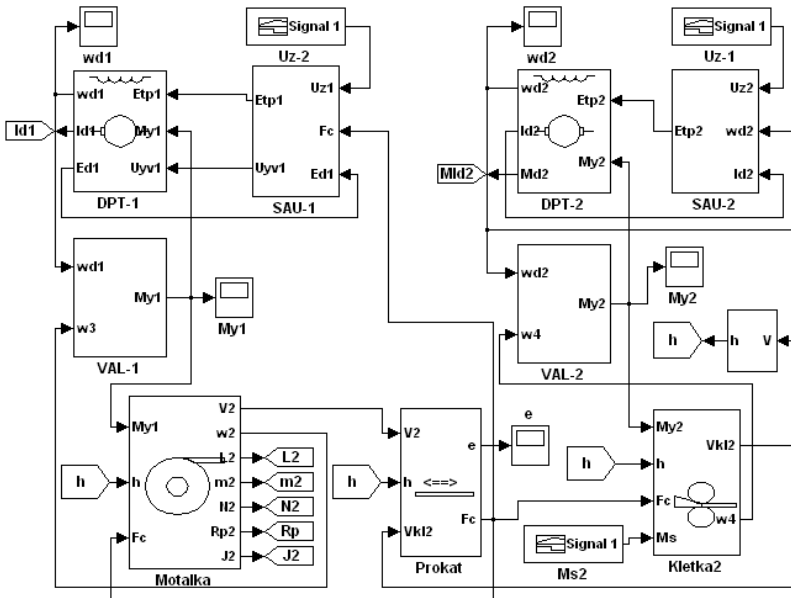 Signal 1
Signal 1
wd1
Uz-2
wd2
Uz-1
wd1
Etp1
Id1
My1
Ed1
Uyv1
DPT-1
Id1
Uz1
Etp1
Fc
Uyv1
Ed1
SAU-1
wd2
Etp2
Id2
Md2
My2
DPT-2
MId2
Uz2
Etp2
wd2
Id2
SAU-2
wd1
My1
w3
VAL-1
My1
wd2
My2
w4
VAL-2
My2
h
h
V
My1
h
Fc
V2
w2
L2
m2
N2
Rp2
J2
Motalka
h
L2
m2
N2
Rp
J2
V2
e
h
<==>
Fc
Vkl2
Prokat
h
e
My2
Vkl2
h
Fc
w4
Ms
Kletka2
h
Signal 1
Ms2